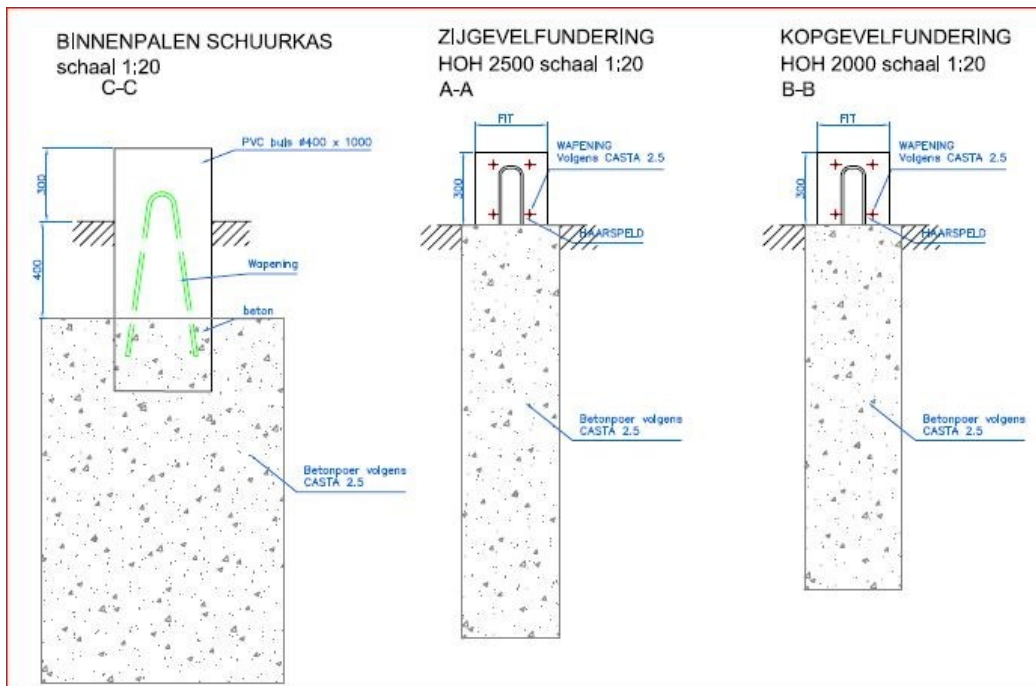 BINNENPALEN SCHUURKAS
schaal 1:20
C-C
PVC buis ø400 x 1000
300
400
Wapening
beton
Betonpoer volgens
CASTA 2.5
ZIJGEVELFUNDERING
HOH 2500 schaal 1:20
A-A
FIT
300
WAPENING
Volgens CASTA 2.5
HAARSPELD
Betonpoer volgens
CASTA 2.5
KOPGEVELFUNDERING
HOH 2000 schaal 1:20
B-B
FIT
300
WAPENING
Volgens CASTA 2.5
HAARSPELD
Betonpoer volgens
CASTA 2.5